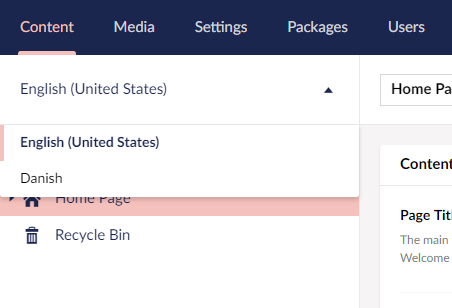 Content Media Settings Packages Users
English (United States)
Home Pa
English (United States)
Content
Danish
Home Page
Page Titl
Recycle Bin
The main
Welcome